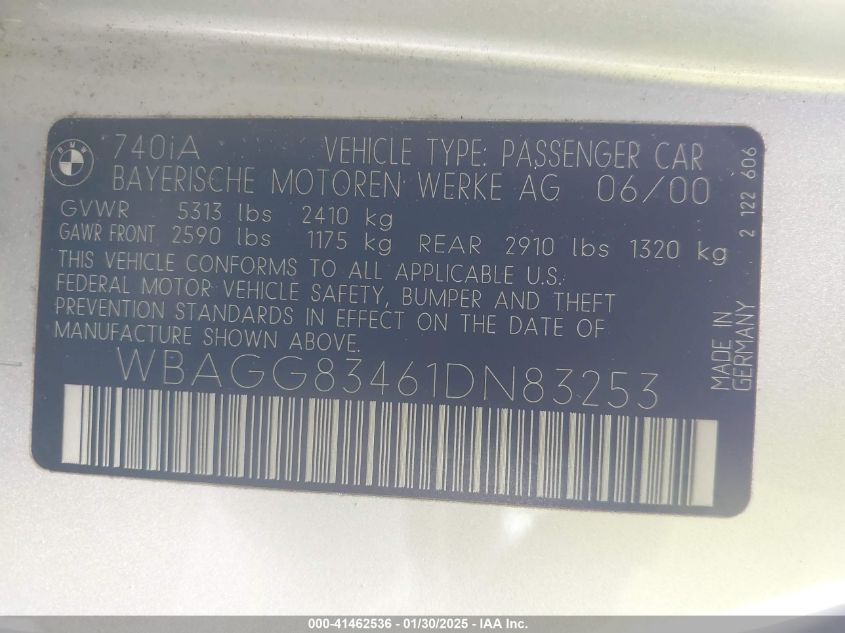 BMW
740iA VEHICLE TYPE: PASSENGER CAR
BAYERISCHE MOTOREN WERKE AG 06/00
GVWR 5313 lbs 2410 kg
GAWR FRONT 2590 lbs 1175 kg REAR 2910 lbs 1320 kg
THIS VEHICLE CONFORMS TO ALL APPLICABLE U.S.
FEDERAL MOTOR VEHICLE SAFETY, BUMPER AND THEFT
PREVENTION STANDARDS IN EFFECT ON THE DATE OF
MANUFACTURE SHOWN ABOVE.
WBAGG83461DN83253
MADE IN
GERMANY
2 122 606
000-41462536 - 01/30/2025 - IAA Inc.